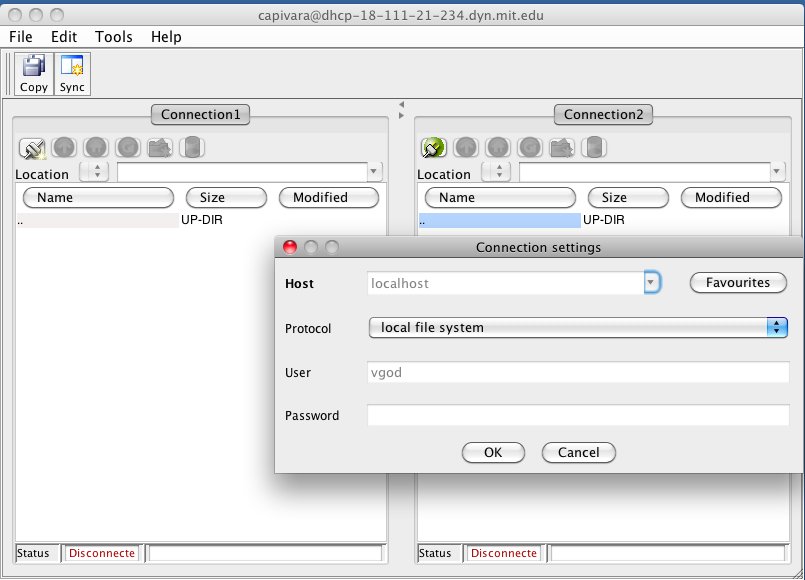 capivara@dhcp-18-111-21-234.dyn.mit.edu
File Edit Tools Help
Copy Sync
Connection1 Connection2
Location Location
Name Size Modified Name Size Modified
.. UP-DIR .. UP-DIR
Connection settings
Host localhost Favourites
Protocol local file system
User vgod
Password
OK Cancel
Status Disconnecte Status Disconnecte